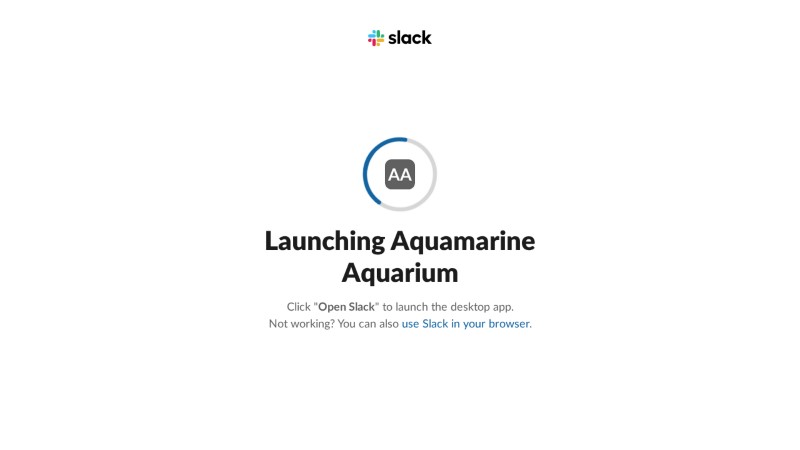 slack
AA
Launching Aquamarine
Aquarium
Click "Open Slack" to launch the desktop app.
Not working? You can also use Slack in your browser.